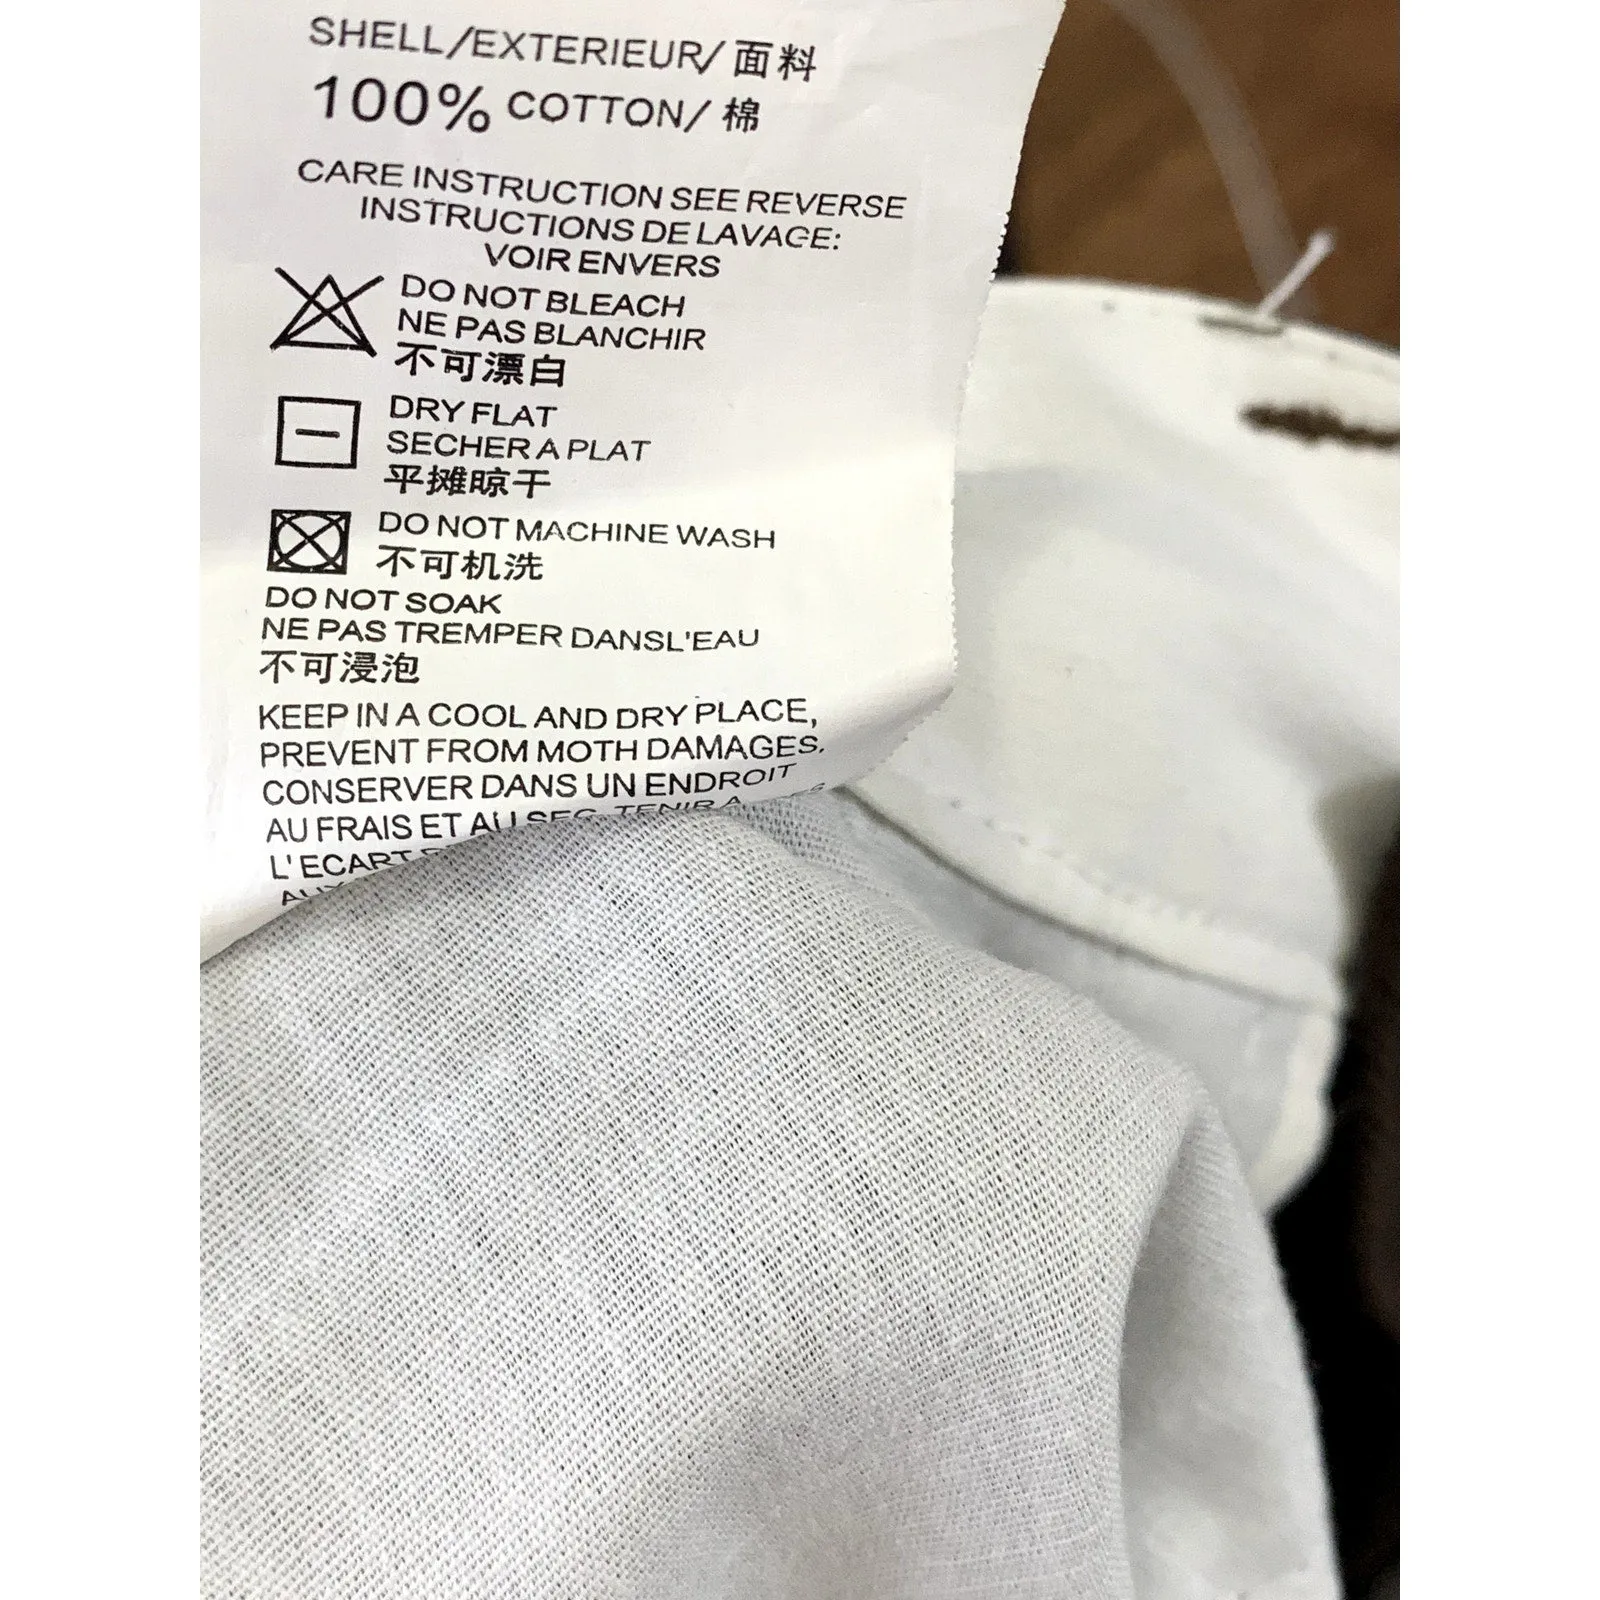 SHELL/EXTERIEUR/ 面料
100% COTTON/ 棉
CARE INSTRUCTION SEE REVERSE
INSTRUCTIONS DE LAVAGE:
VOIR ENVERS
DO NOT BLEACH
NE PAS BLANCHIR
不可漂白
DRY FLAT
SECHER A PLAT
平摊晾干
DO NOT MACHINE WASH
不可机洗
DO NOT SOAK
NE PAS TREMPER DANSL'EAU
不可浸泡
KEEP IN A COOL AND DRY PLACE,
PREVENT FROM MOTH DAMAGES.
CONSERVER DANS UN ENDROIT
AU FRAIS ET AU SEC, TENIR A
L'ECART